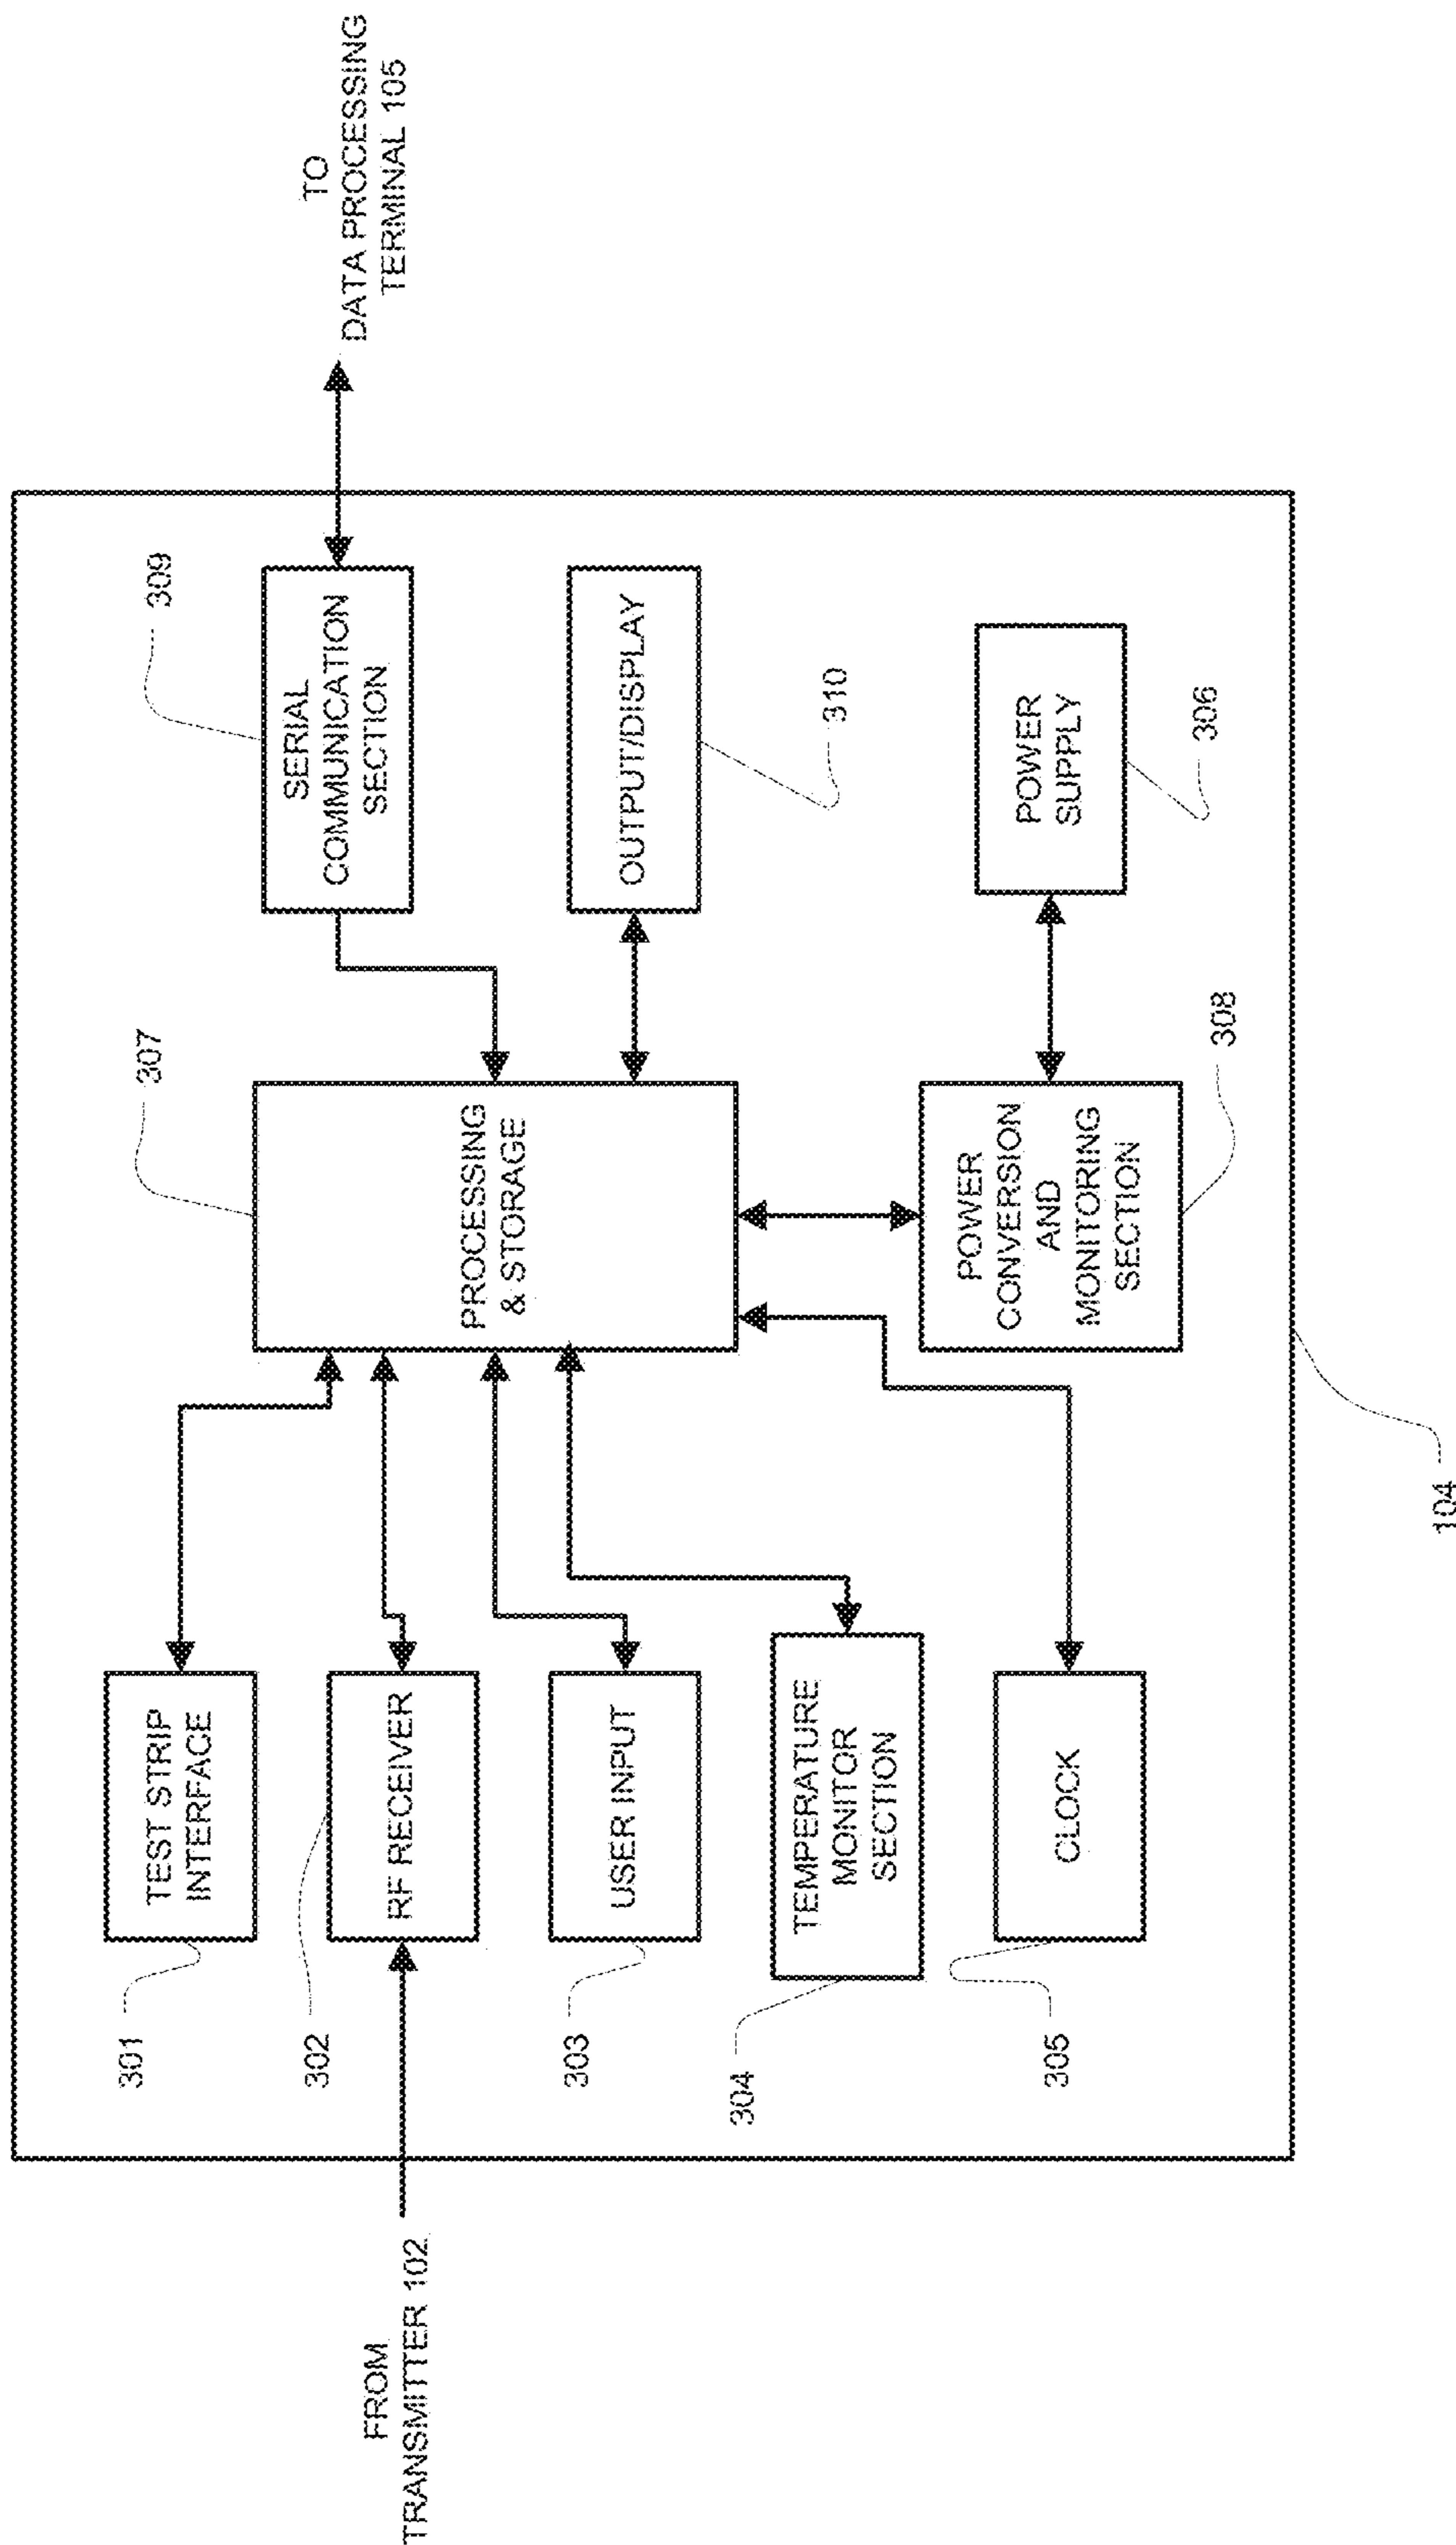 FROM
TRANSMITTER 102
301
TEST STRIP
INTERFACE
302
RF RECEIVER
303
USER INPUT
304
TEMPERATURE
MONITOR
SECTION
305
CLOCK
307
PROCESSING
& STORAGE
POWER
CONVERSION
AND
MONITORING
SECTION
308
309
SERIAL
COMMUNICATION
SECTION
OUTPUT/DISPLAY
310
POWER
SUPPLY
306
TO
DATA PROCESSING
TERMINAL 105
104